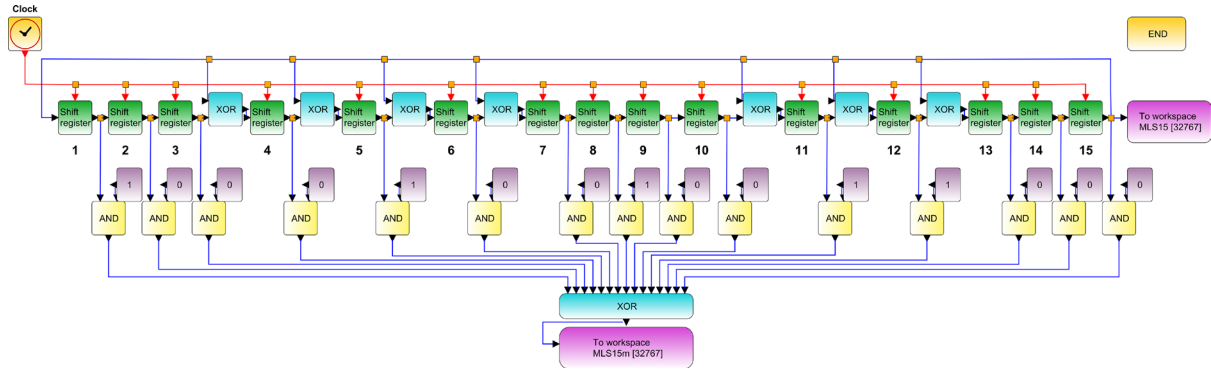 Clock
END
XOR XOR XOR XOR XOR XOR XOR
Shift Shift Shift Shift Shift Shift Shift Shift Shift Shift Shift Shift Shift Shift Shift To workspace
register register register register register register register register register register register register register register register MLS15 [32767]
1 2 3 4 5 6 7 8 9 10 11 12 13 14 15
1 0 0 0 1 0 0 1 0 0 1 1 0 0 0
AND AND AND AND AND AND AND AND AND AND AND AND AND AND AND
XOR
To workspace
MLS15m [32767]